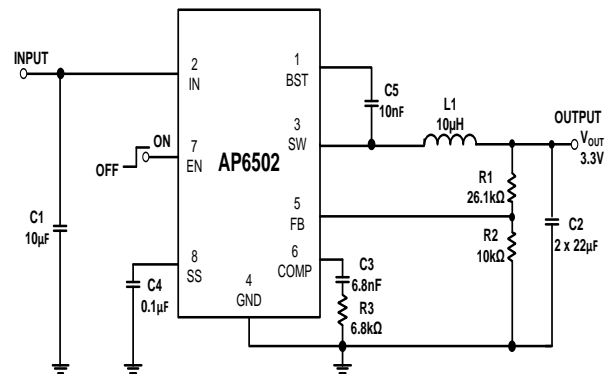 INPUT
2
IN
1
BST
C5
10nF
L1
10µH
OUTPUT
V_OUT
3.3V
3
SW
ON
OFF
7
EN
AP6502
R1
26.1kΩ
5
FB
C1
10µF
R2
10kΩ
C2
2 x 22µF
8
SS
6
COMP
C3
6.8nF
C4
0.1µF
4
GND
R3
6.8kΩ